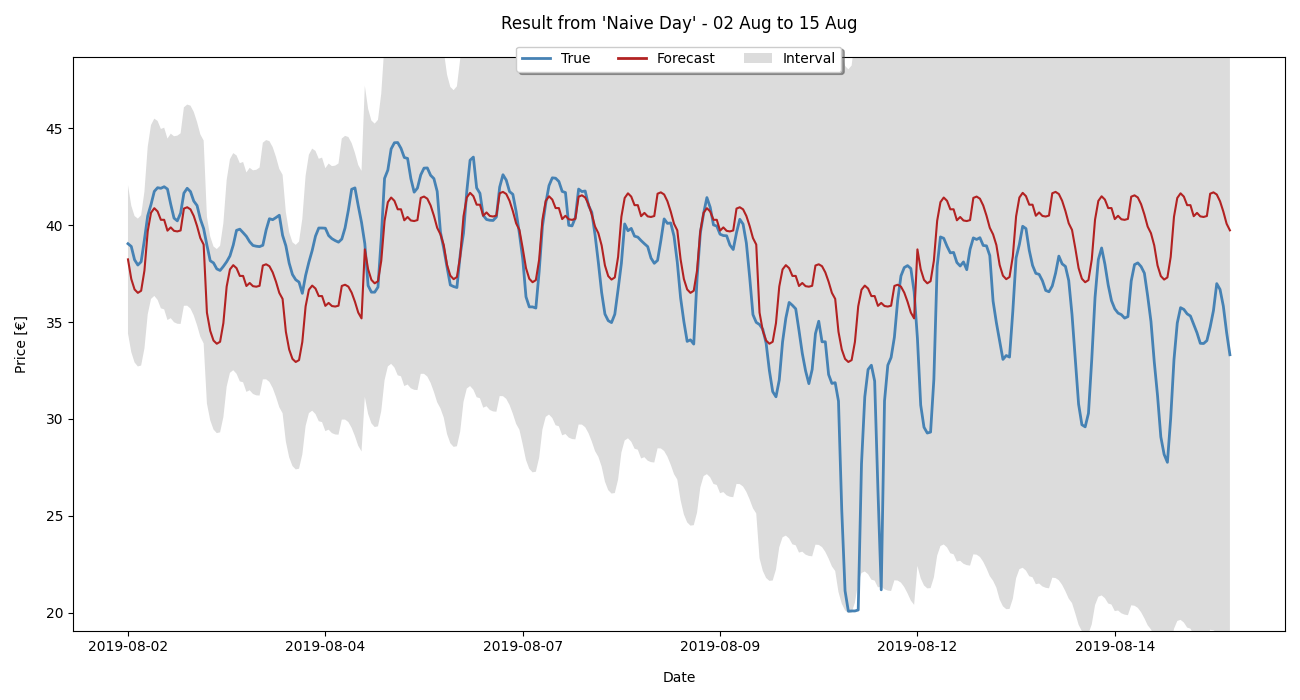 Result from 'Naive Day' - 02 Aug to 15 Aug
True
Forecast
Interval
Price [€]
45
40
35
30
25
20
2019-08-02
2019-08-04
2019-08-07
2019-08-09
2019-08-12
2019-08-14
Date